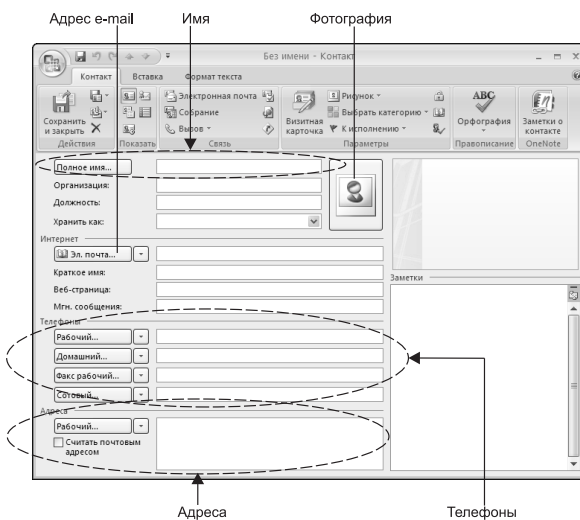 Адрес e-mail
Имя
Фотография
Без имени - Контакт
Контакт
Вставка
Формат текста
Сохранить и закрыть
Электронная почта
Собрание
Вызов
Визитная карточка
Рисунок
Выбрать категорию
К исполнению
ABC
Орфография
Заметки о контакте
Действия
Показать
Связь
Параметры
Правописание
OneNote
Полное имя...
Организация:
Должность:
Хранить как:
Интернет
Эл. почта...
Краткое имя:
Веб-страница:
Мгн. сообщения:
Заметки
Телефоны
Рабочий...
Домашний...
Факс рабочий...
Сотовый...
Адреса
Рабочий...
Считать почтовым адресом
Адреса
Телефоны